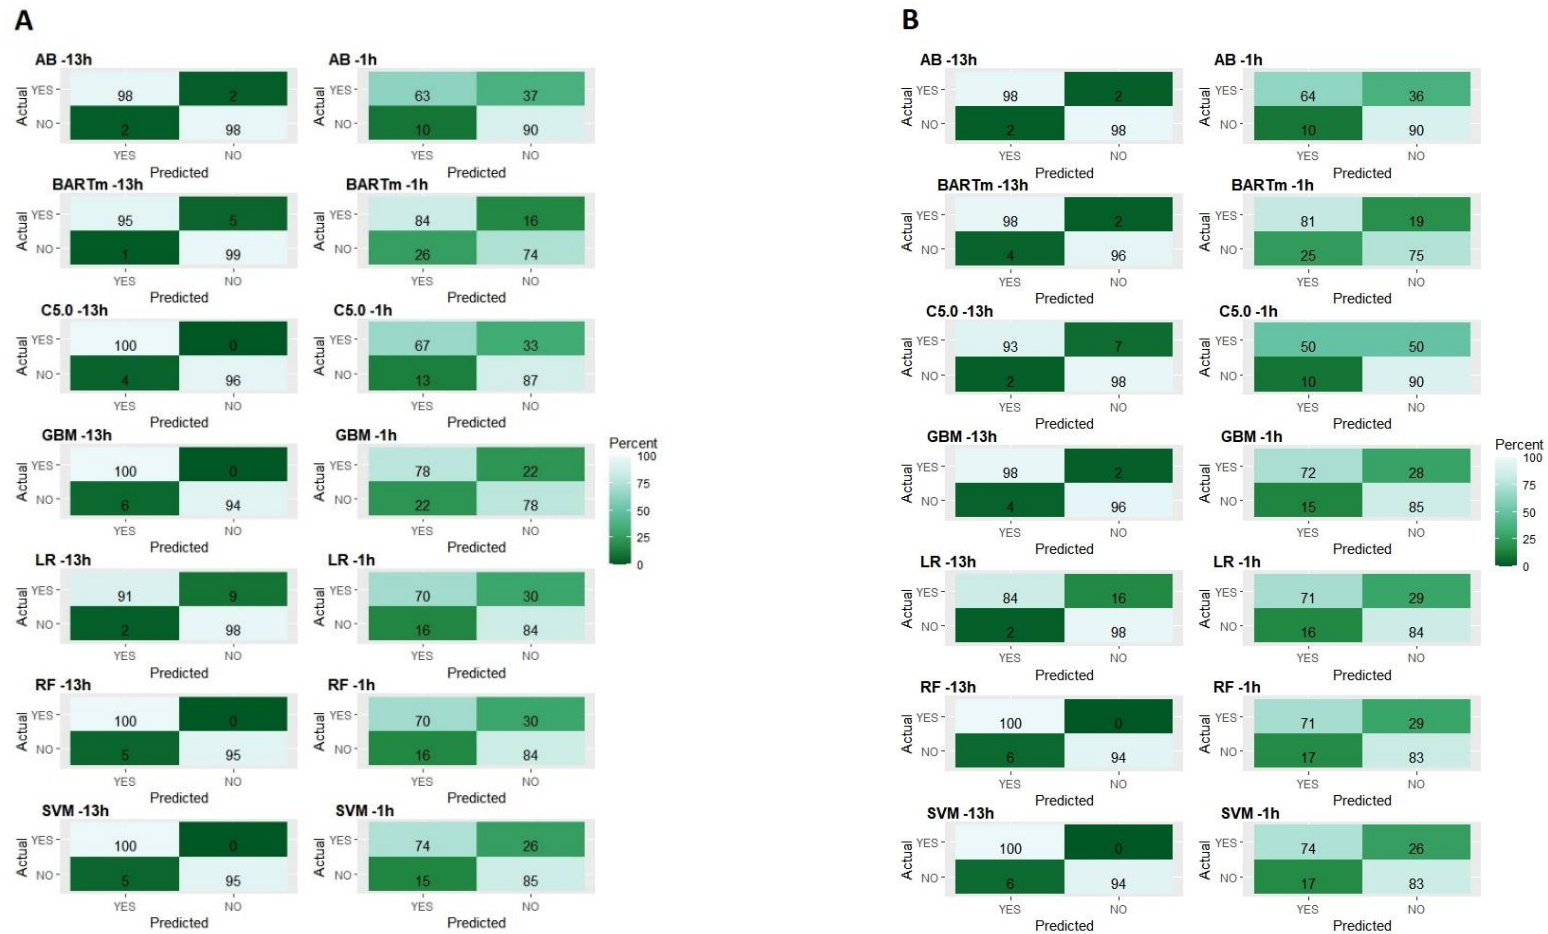 A
AB -13h
AB -1h
Actual
YES
98
2
Actual
YES
63
37
NO
2
98
NO
10
90
YES
NO
YES
NO
Predicted
Predicted
BARTm -13h
BARTm -1h
Actual
YES
95
5
Actual
YES
84
16
NO
1
99
NO
26
74
YES
NO
YES
NO
Predicted
Predicted
C5.0 -13h
C5.0 -1h
Actual
YES
100
0
Actual
YES
67
33
NO
4
96
NO
13
87
YES
NO
YES
NO
Predicted
Predicted
GBM -13h
GBM -1h
Actual
YES
100
0
Actual
YES
78
22
NO
6
94
NO
22
78
YES
NO
YES
NO
Predicted
Predicted
LR -13h
LR -1h
Actual
YES
91
9
Actual
YES
70
30
NO
2
98
NO
16
84
YES
NO
YES
NO
Predicted
Predicted
RF -13h
RF -1h
Actual
YES
100
0
Actual
YES
70
30
NO
5
95
NO
16
84
YES
NO
YES
NO
Predicted
Predicted
SVM -13h
SVM -1h
Actual
YES
100
0
Actual
YES
74
26
NO
5
95
NO
15
85
YES
NO
YES
NO
Predicted
Predicted
Percent
100
75
50
25
0
B
AB -13h
AB -1h
Actual
YES
98
2
Actual
YES
64
36
NO
2
98
NO
10
90
YES
NO
YES
NO
Predicted
Predicted
BARTm -13h
BARTm -1h
Actual
YES
98
2
Actual
YES
81
19
NO
4
96
NO
25
75
YES
NO
YES
NO
Predicted
Predicted
C5.0 -13h
C5.0 -1h
Actual
YES
93
7
Actual
YES
50
50
NO
2
98
NO
10
90
YES
NO
YES
NO
Predicted
Predicted
GBM -13h
GBM -1h
Actual
YES
98
2
Actual
YES
72
28
NO
4
96
NO
15
85
YES
NO
YES
NO
Predicted
Predicted
LR -13h
LR -1h
Actual
YES
84
16
Actual
YES
71
29
NO
2
98
NO
16
84
YES
NO
YES
NO
Predicted
Predicted
RF -13h
RF -1h
Actual
YES
100
0
Actual
YES
71
29
NO
6
94
NO
17
83
YES
NO
YES
NO
Predicted
Predicted
SVM -13h
SVM -1h
Actual
YES
100
0
Actual
YES
74
26
NO
6
94
NO
17
83
YES
NO
YES
NO
Predicted
Predicted
Percent
100
75
50
25
0